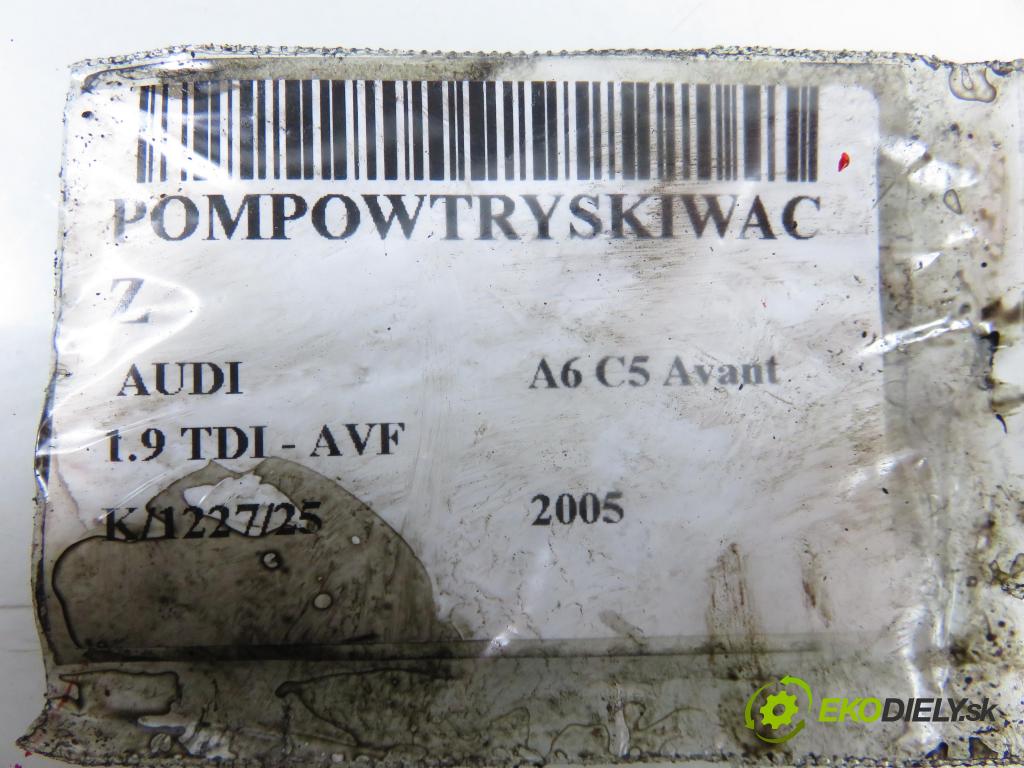 POMPOWTRYSKIWAC
Z
AUDI A6 C5 Avant
1.9 TDI - AVF
K/1227/25 2005
EKODIELY.sk